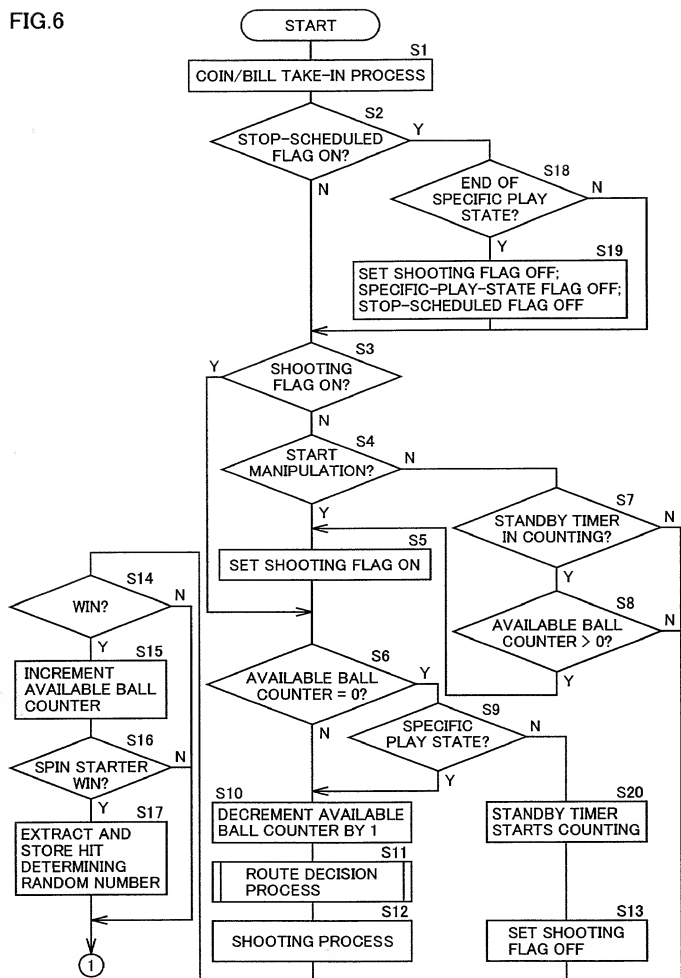 FIG.6
START
S1
COIN/BILL TAKE-IN PROCESS
S2
STOP-SCHEDULED
FLAG ON?
Y
N
S18
END OF
SPECIFIC PLAY
STATE?
N
Y
S19
SET SHOOTING FLAG OFF;
SPECIFIC-PLAY-STATE FLAG OFF;
STOP-SCHEDULED FLAG OFF
S3
Y
SHOOTING
FLAG ON?
N
S4
START
MANIPULATION?
N
Y
S7
STANDBY TIMER
IN COUNTING?
N
Y
S5
SET SHOOTING FLAG ON
S8
AVAILABLE BALL
COUNTER > 0?
N
Y
S14
WIN?
N
Y
S15
INCREMENT
AVAILABLE BALL
COUNTER
S16
SPIN STARTER
WIN?
N
Y
S17
EXTRACT AND
STORE HIT
DETERMINING
RANDOM NUMBER
1
S6
AVAILABLE BALL
COUNTER = 0?
Y
N
S9
SPECIFIC
PLAY STATE?
N
Y
S10
DECREMENT AVAILABLE
BALL COUNTER BY 1
S11
ROUTE DECISION
PROCESS
S12
SHOOTING PROCESS
S20
STANDBY TIMER
STARTS COUNTING
S13
SET SHOOTING
FLAG OFF